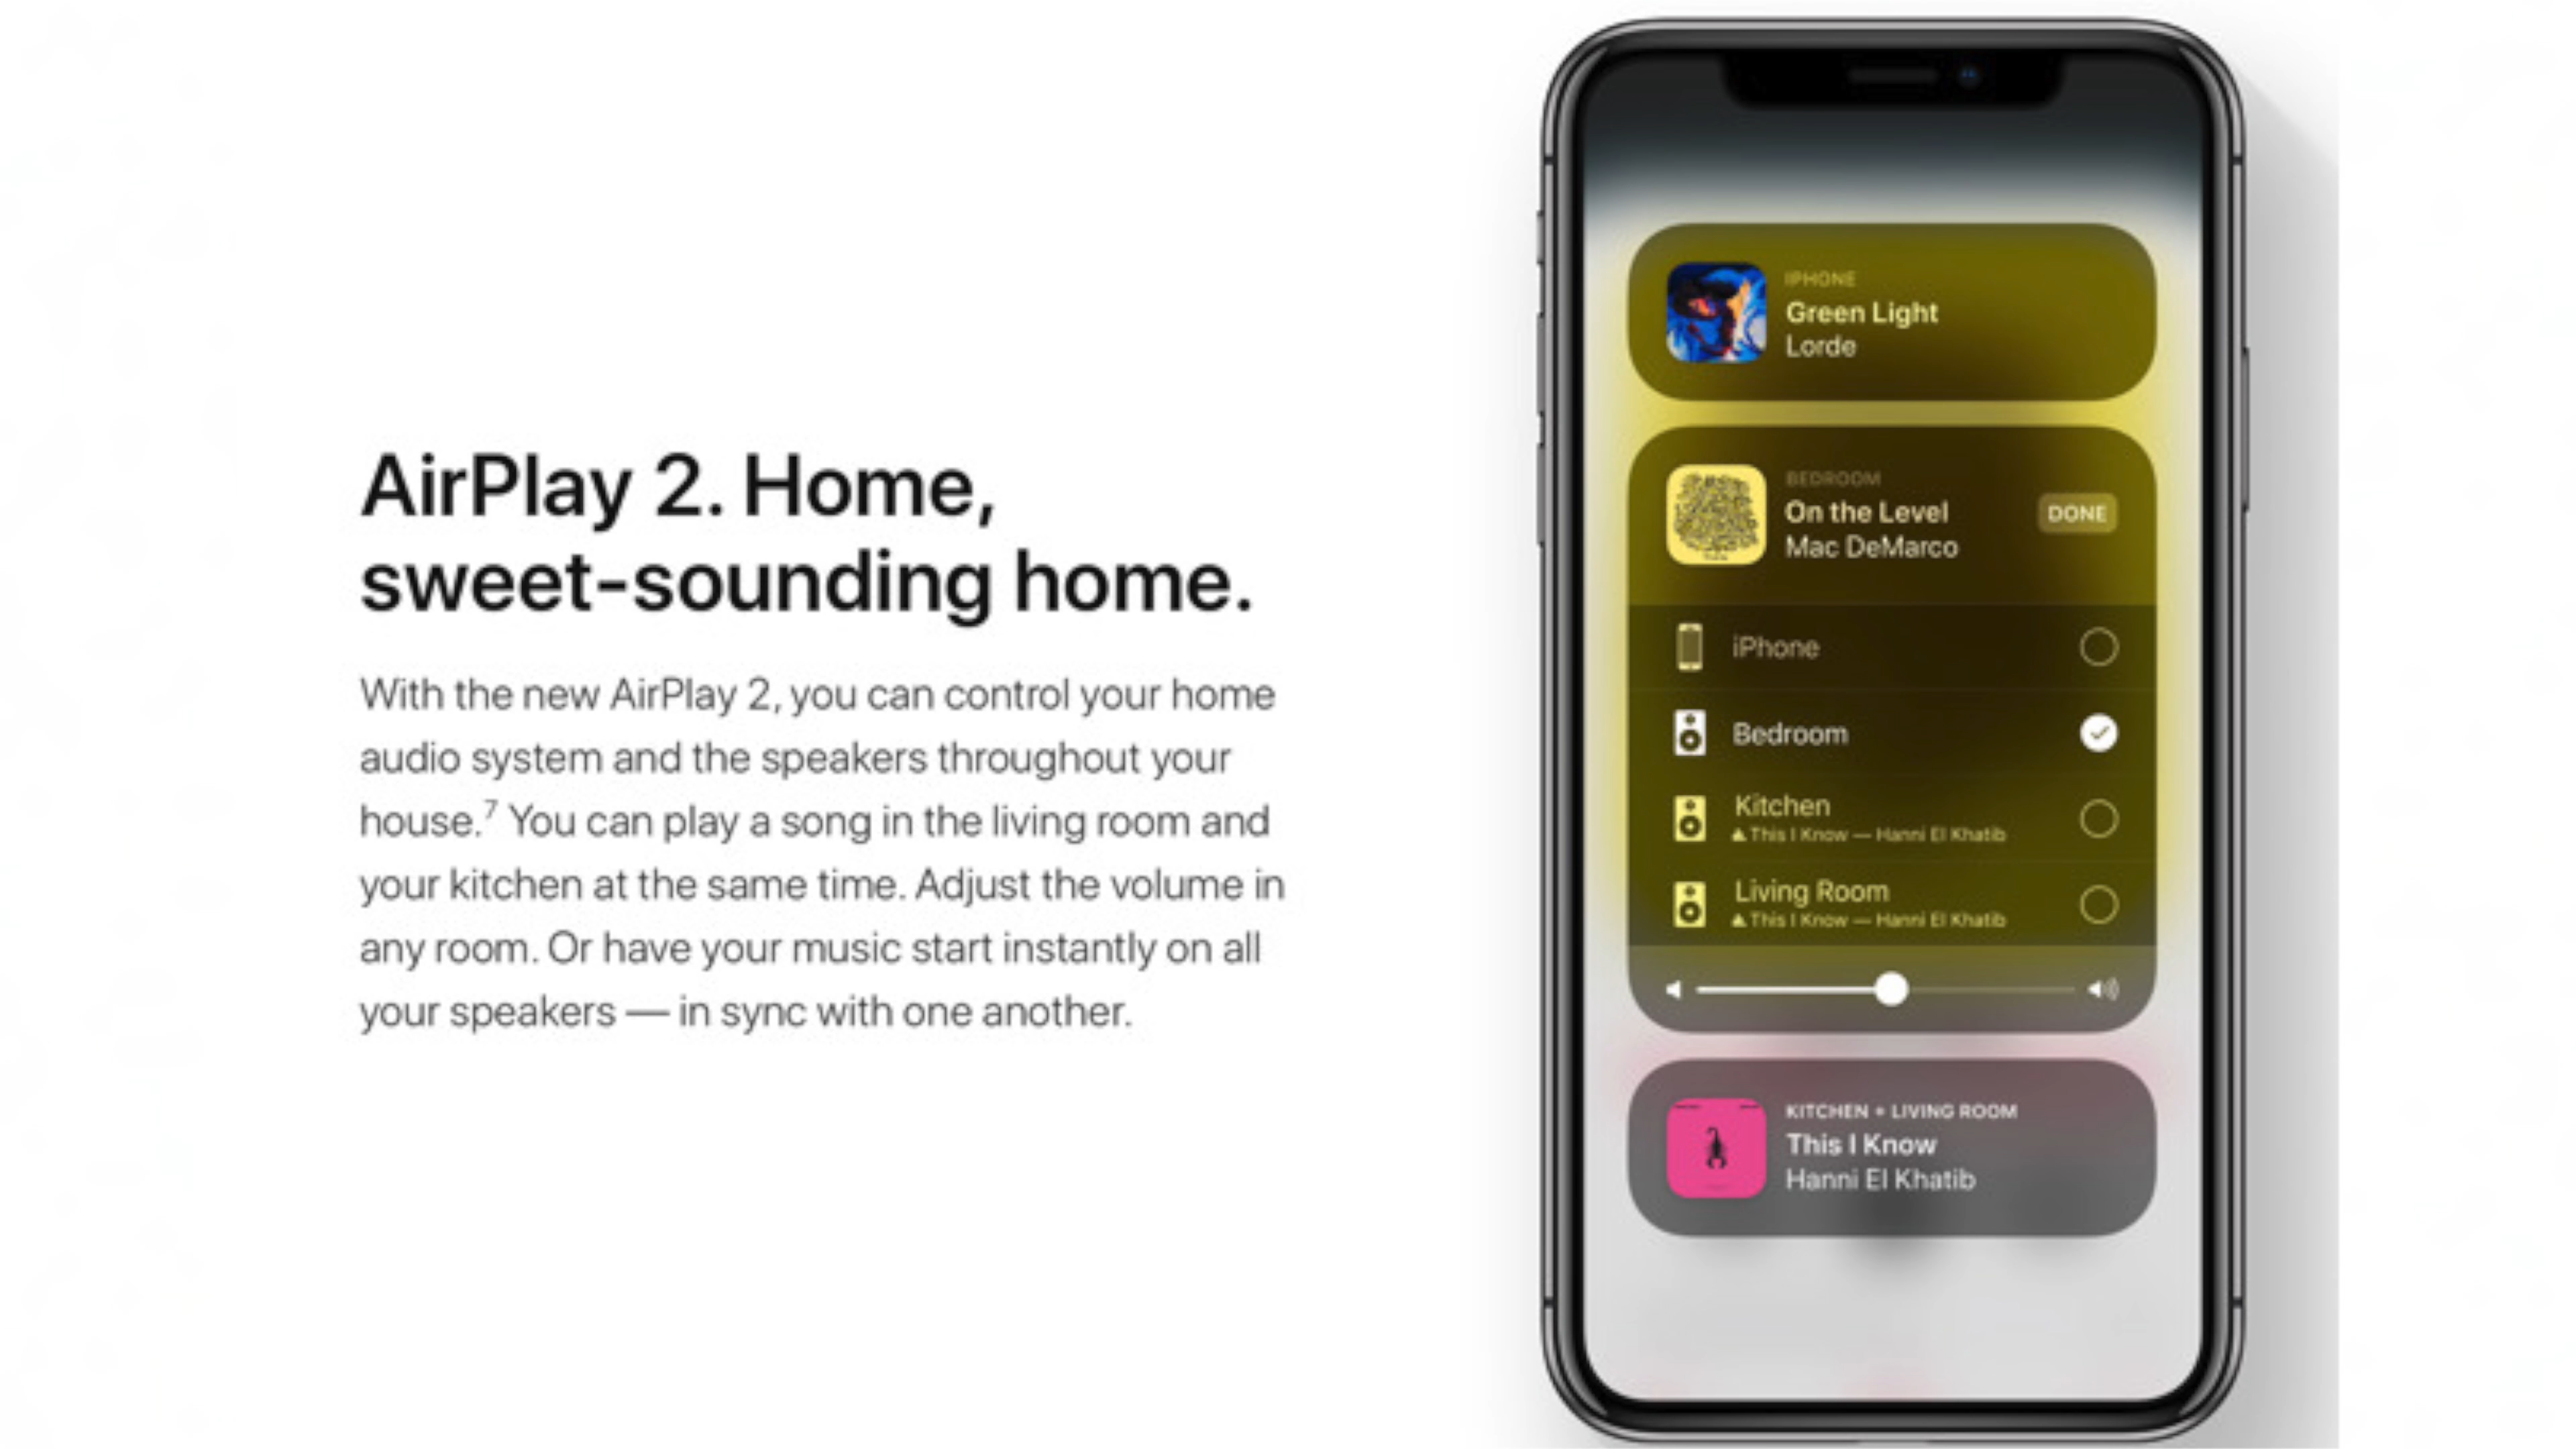 AirPlay 2. Home,
sweet-sounding home.
With the new AirPlay 2, you can control your home
audio system and the speakers throughout your
house.⁷ You can play a song in the living room and
your kitchen at the same time. Adjust the volume in
any room. Or have your music start instantly on all
your speakers — in sync with one another.
IPHONE
Green Light
Lorde
BEDROOM
On the Level
Mac DeMarco
DONE
iPhone
Bedroom
Kitchen
This I Know — Hanni El Khatib
Living Room
This I Know — Hanni El Khatib
KITCHEN + LIVING ROOM
This I Know
Hanni El Khatib